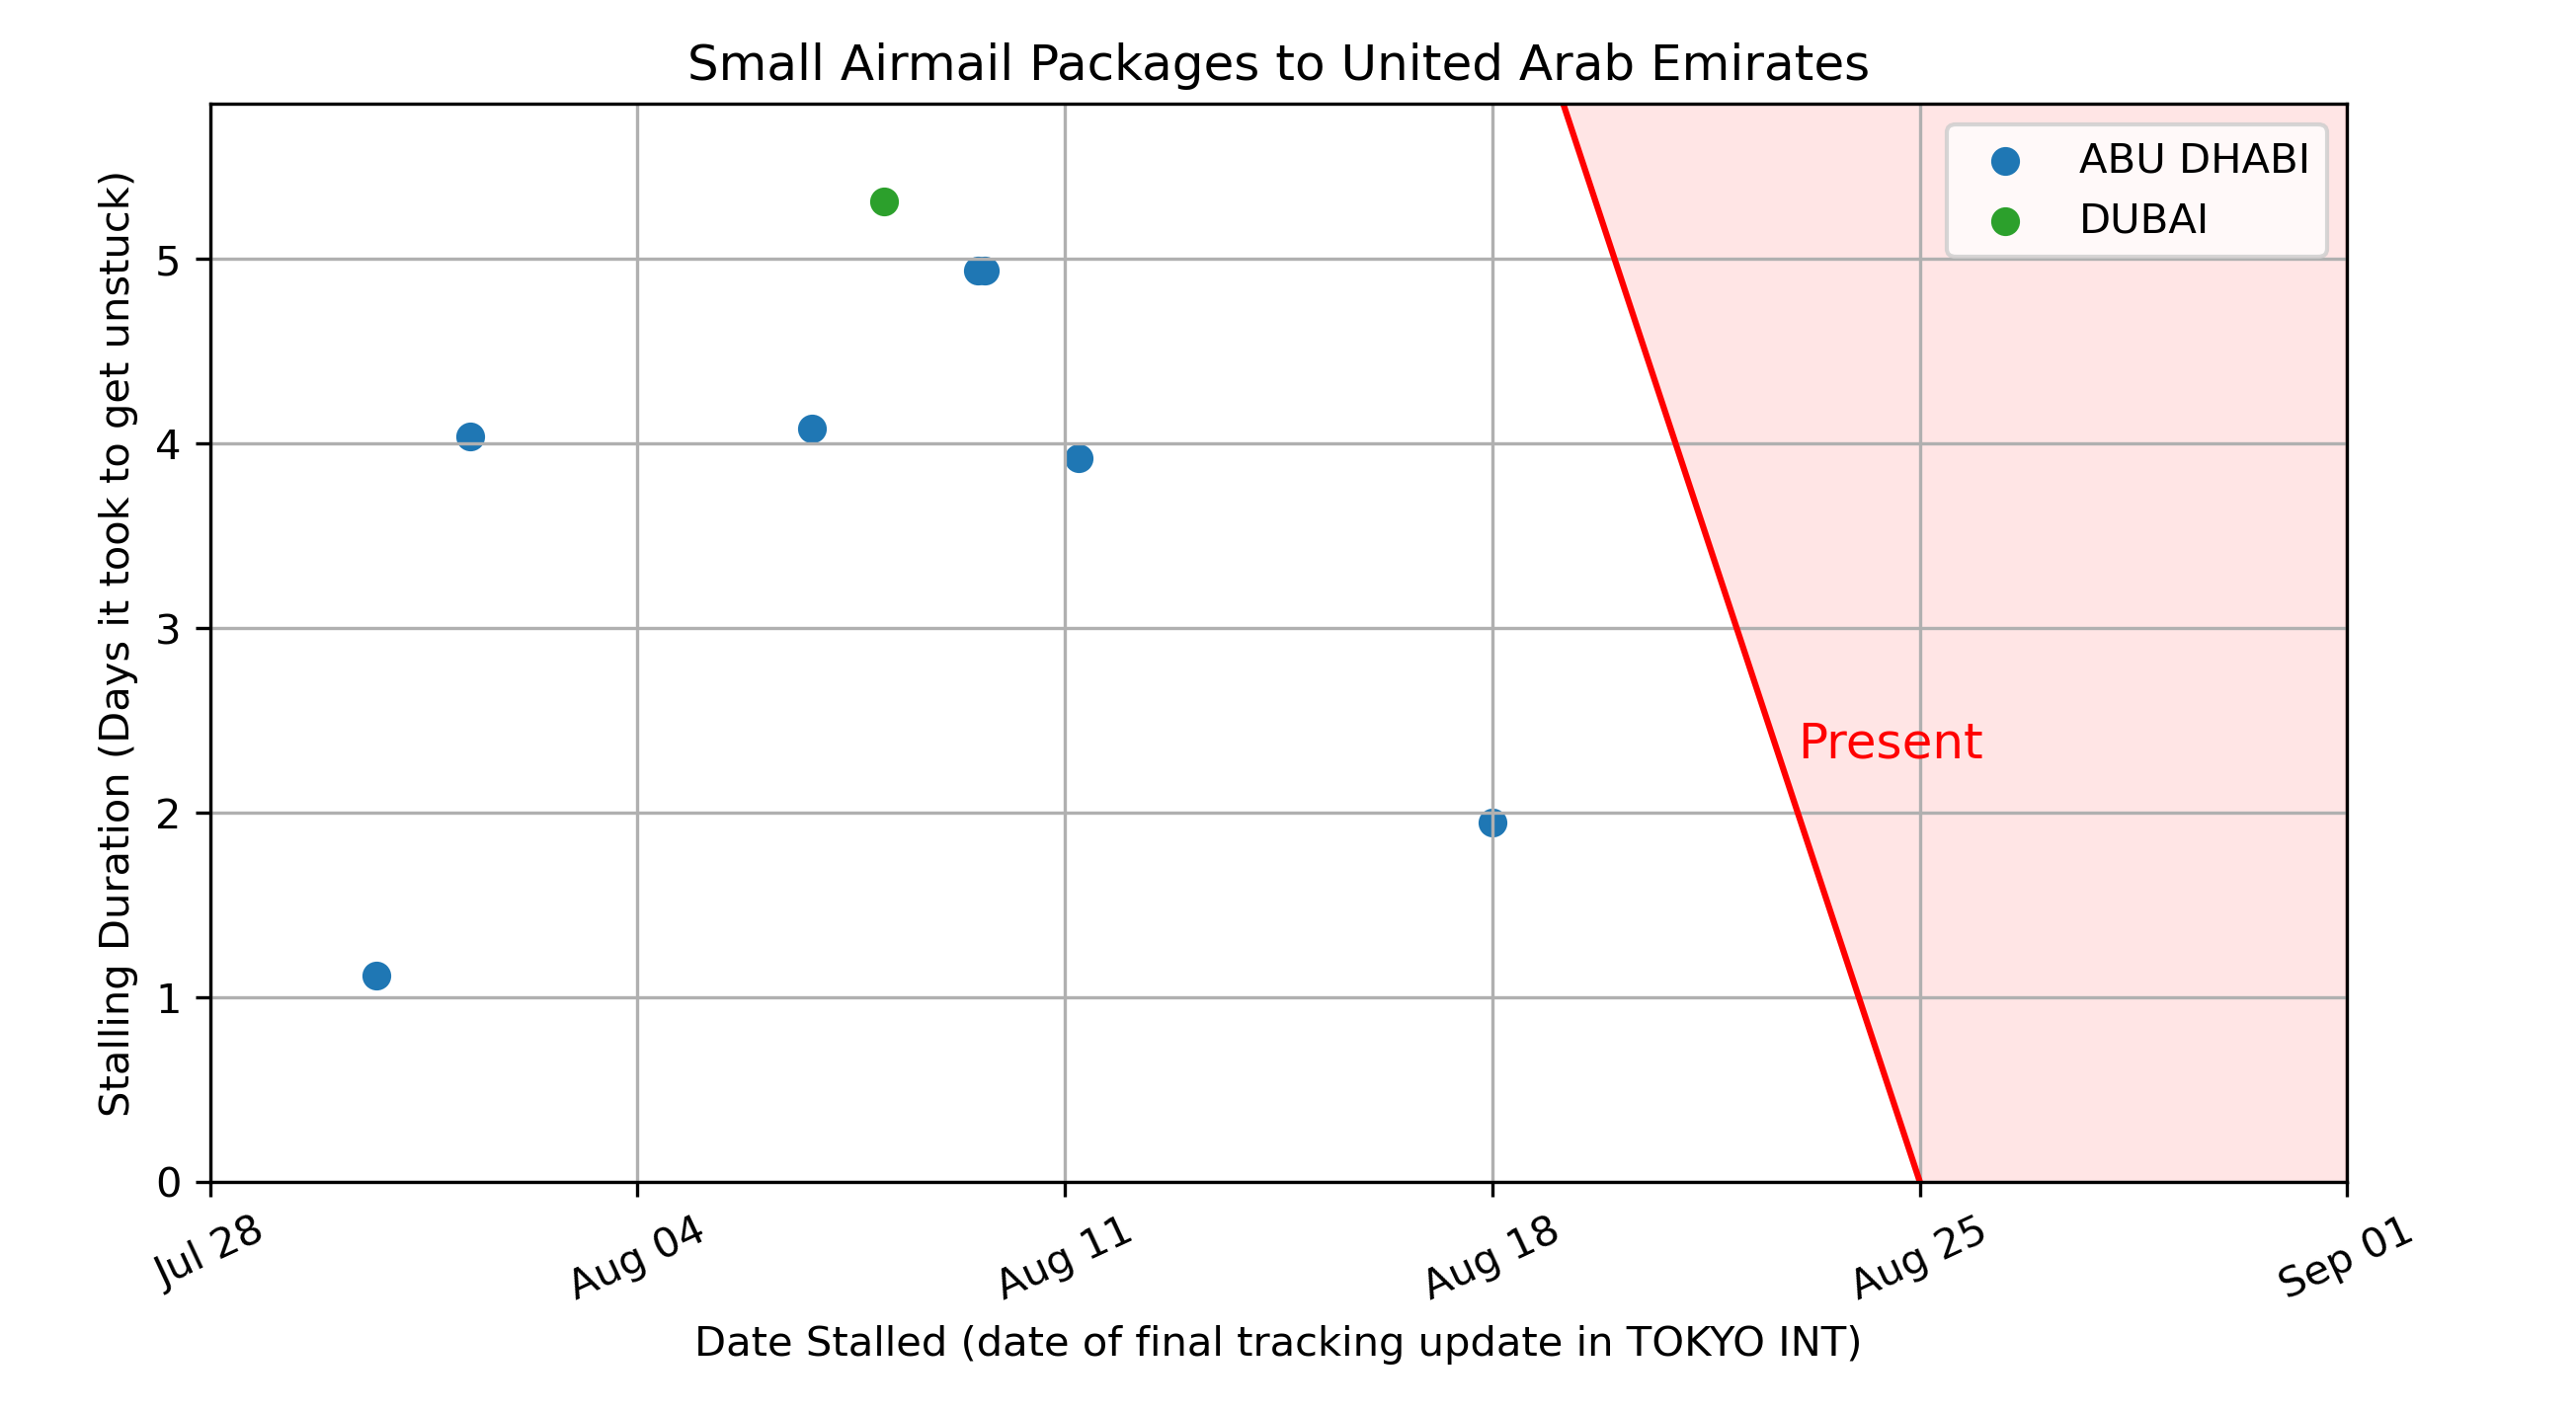 Small Airmail Packages to United Arab Emirates
ABU DHABI
DUBAI
Stalling Duration (Days it took to get unstuck)
5
4
3
2
1
0
Present
Jul 28
Aug 04
Aug 11
Aug 18
Aug 25
Sep 01
Date Stalled (date of final tracking update in TOKYO INT)